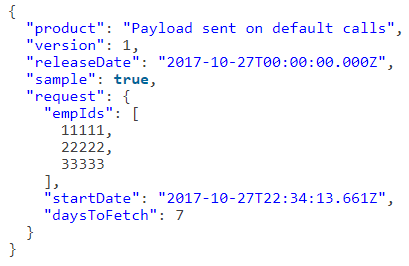 {
  "product": "Payload sent on default calls",
  "version": 1,
  "releaseDate": "2017-10-27T00:00:00.000Z",
  "sample": true,
  "request": {
    "empIds": [
      11111,
      22222,
      33333
    ],
    "startDate": "2017-10-27T22:34:13.661Z",
    "daysToFetch": 7
  }
}